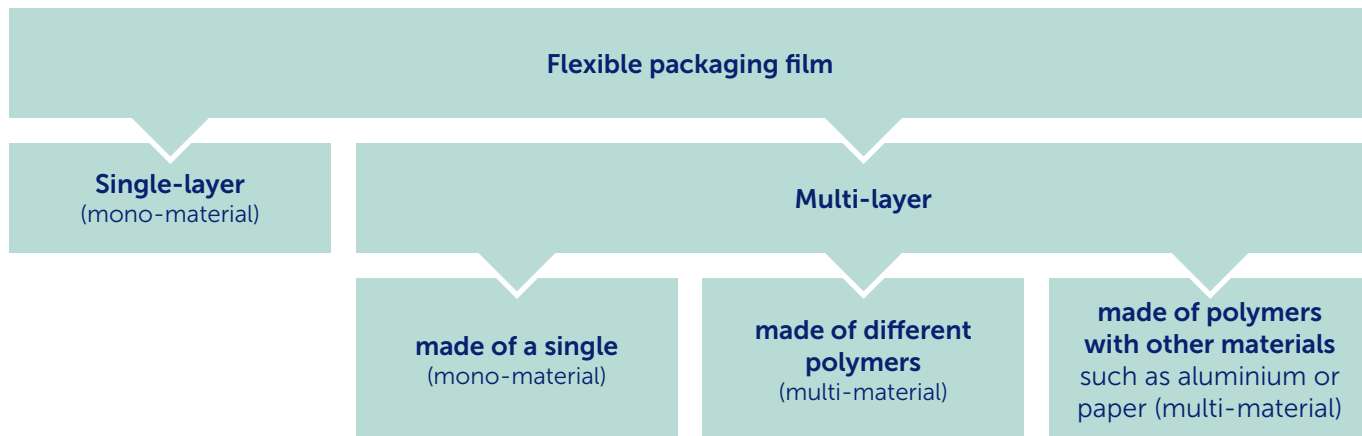 Flexible packaging film
Single-layer
(mono-material)
Multi-layer
made of a single
(mono-material)
made of different
polymers
(multi-material)
made of polymers
with other materials
such as aluminium or
paper (multi-material)